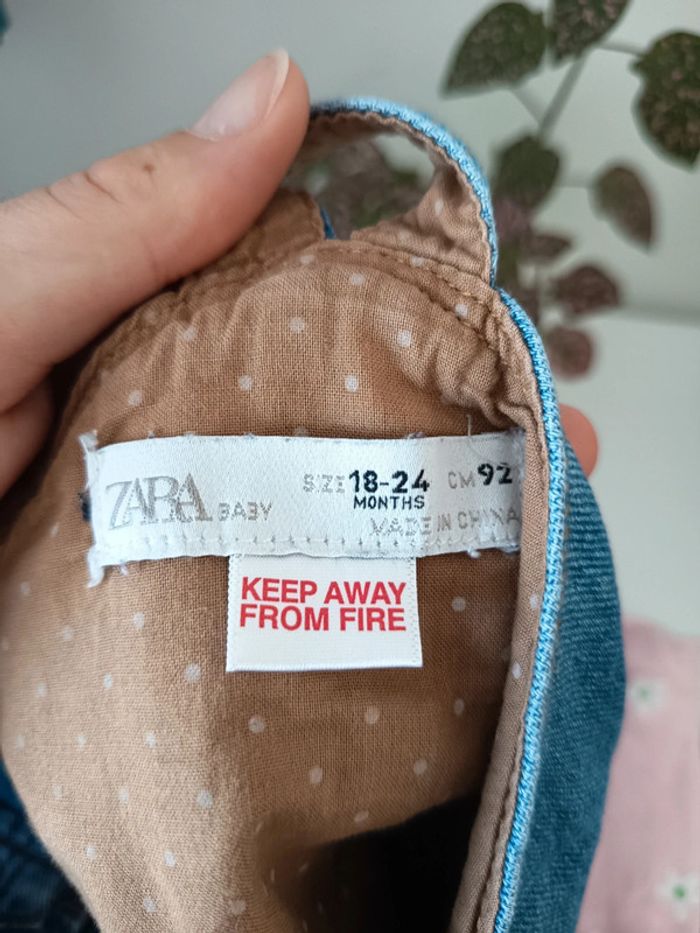 ZARA BABY SIZE 18-24 CM 92
MONTHS
MADE IN CHINA
KEEP AWAY
FROM FIRE